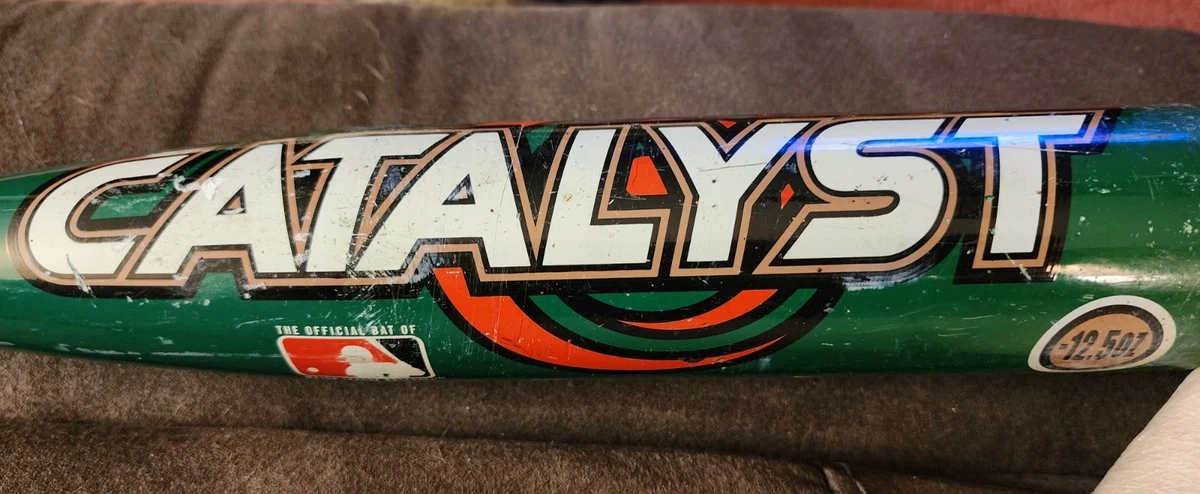 CATALYST
THE OFFICIAL BAT OF
-12.5oz